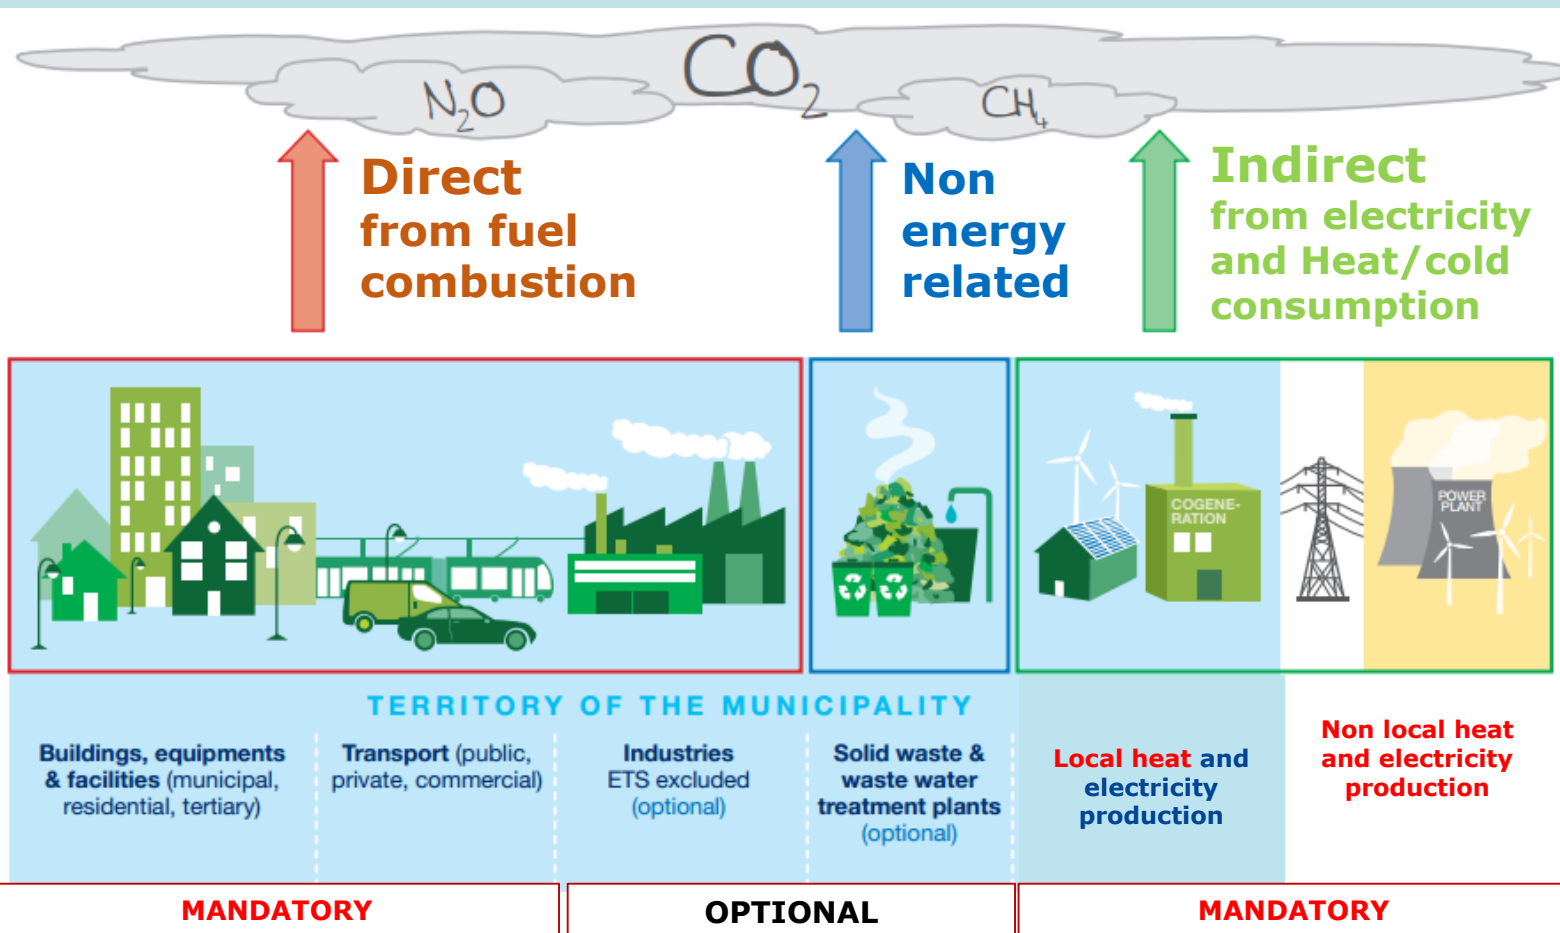 CO2
N2O
CH4
Direct
from fuel
combustion
Non
energy
related
Indirect
from electricity
and Heat/cold
consumption
COGENE-
RATION
POWER
PLANT
TERRITORY OF THE MUNICIPALITY
Buildings, equipments
& facilities (municipal,
residential, tertiary)
Transport (public,
private, commercial)
Industries
ETS excluded
(optional)
Solid waste &
waste water
treatment plants
(optional)
Local heat and
electricity
production
Non local heat
and electricity
production
MANDATORY
OPTIONAL
MANDATORY